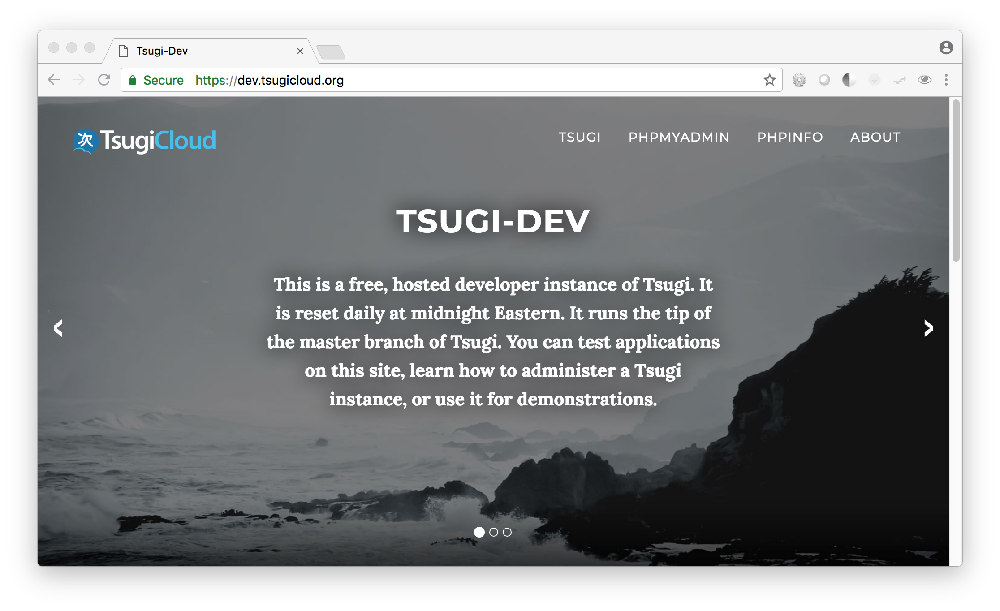 Tsugi-Dev
Secure https://dev.tsugicloud.org
次 TsugiCloud
TSUGI PHPMYADMIN PHPINFO ABOUT
TSUGI-DEV
This is a free, hosted developer instance of Tsugi. It
is reset daily at midnight Eastern. It runs the tip of
the master branch of Tsugi. You can test applications
on this site, learn how to administer a Tsugi
instance, or use it for demonstrations.